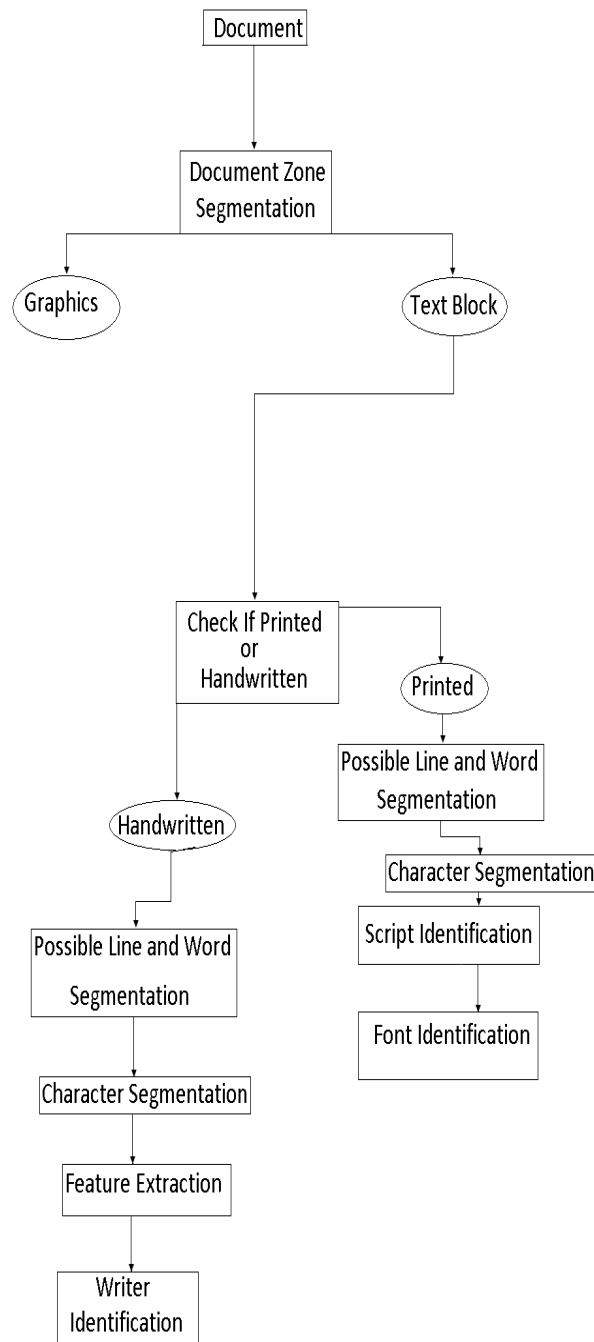 Document
Document Zone
Segmentation
Graphics
Text Block
Check If Printed
or
Handwritten
Printed
Possible Line and Word
Segmentation
Character Segmentation
Script Identification
Font Identification
Handwritten
Possible Line and Word
Segmentation
Character Segmentation
Feature Extraction
Writer
Identification